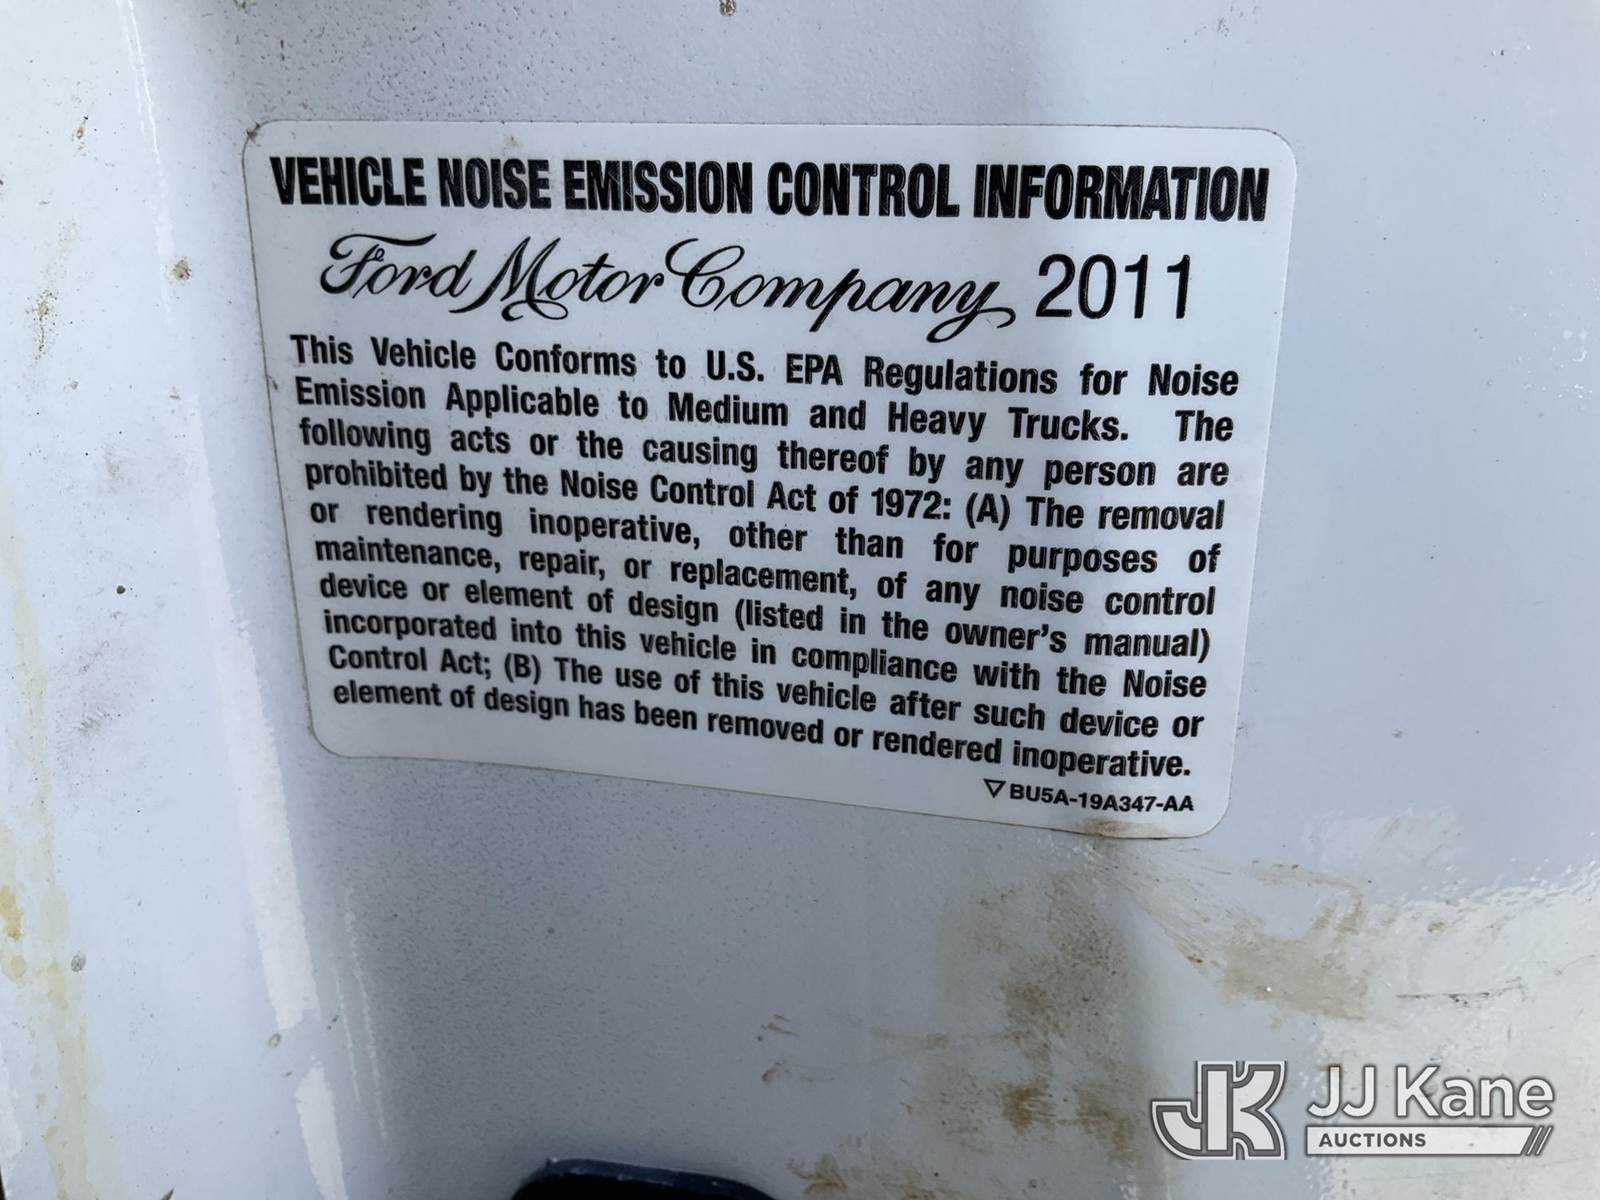 VEHICLE NOISE EMISSION CONTROL INFORMATION
Ford Motor Company 2011
This Vehicle Conforms to U.S. EPA Regulations for Noise
Emission Applicable to Medium and Heavy Trucks. The
following acts or the causing thereof by any person are
prohibited by the Noise Control Act of 1972: (A) The removal
or rendering inoperative, other than for purposes of
maintenance, repair, or replacement, of any noise control
device or element of design (listed in the owner's manual)
incorporated into this vehicle in compliance with the Noise
Control Act; (B) The use of this vehicle after such device or
element of design has been removed or rendered inoperative.
▽ BU5A-19A347-AA
JK JJ Kane
AUCTIONS